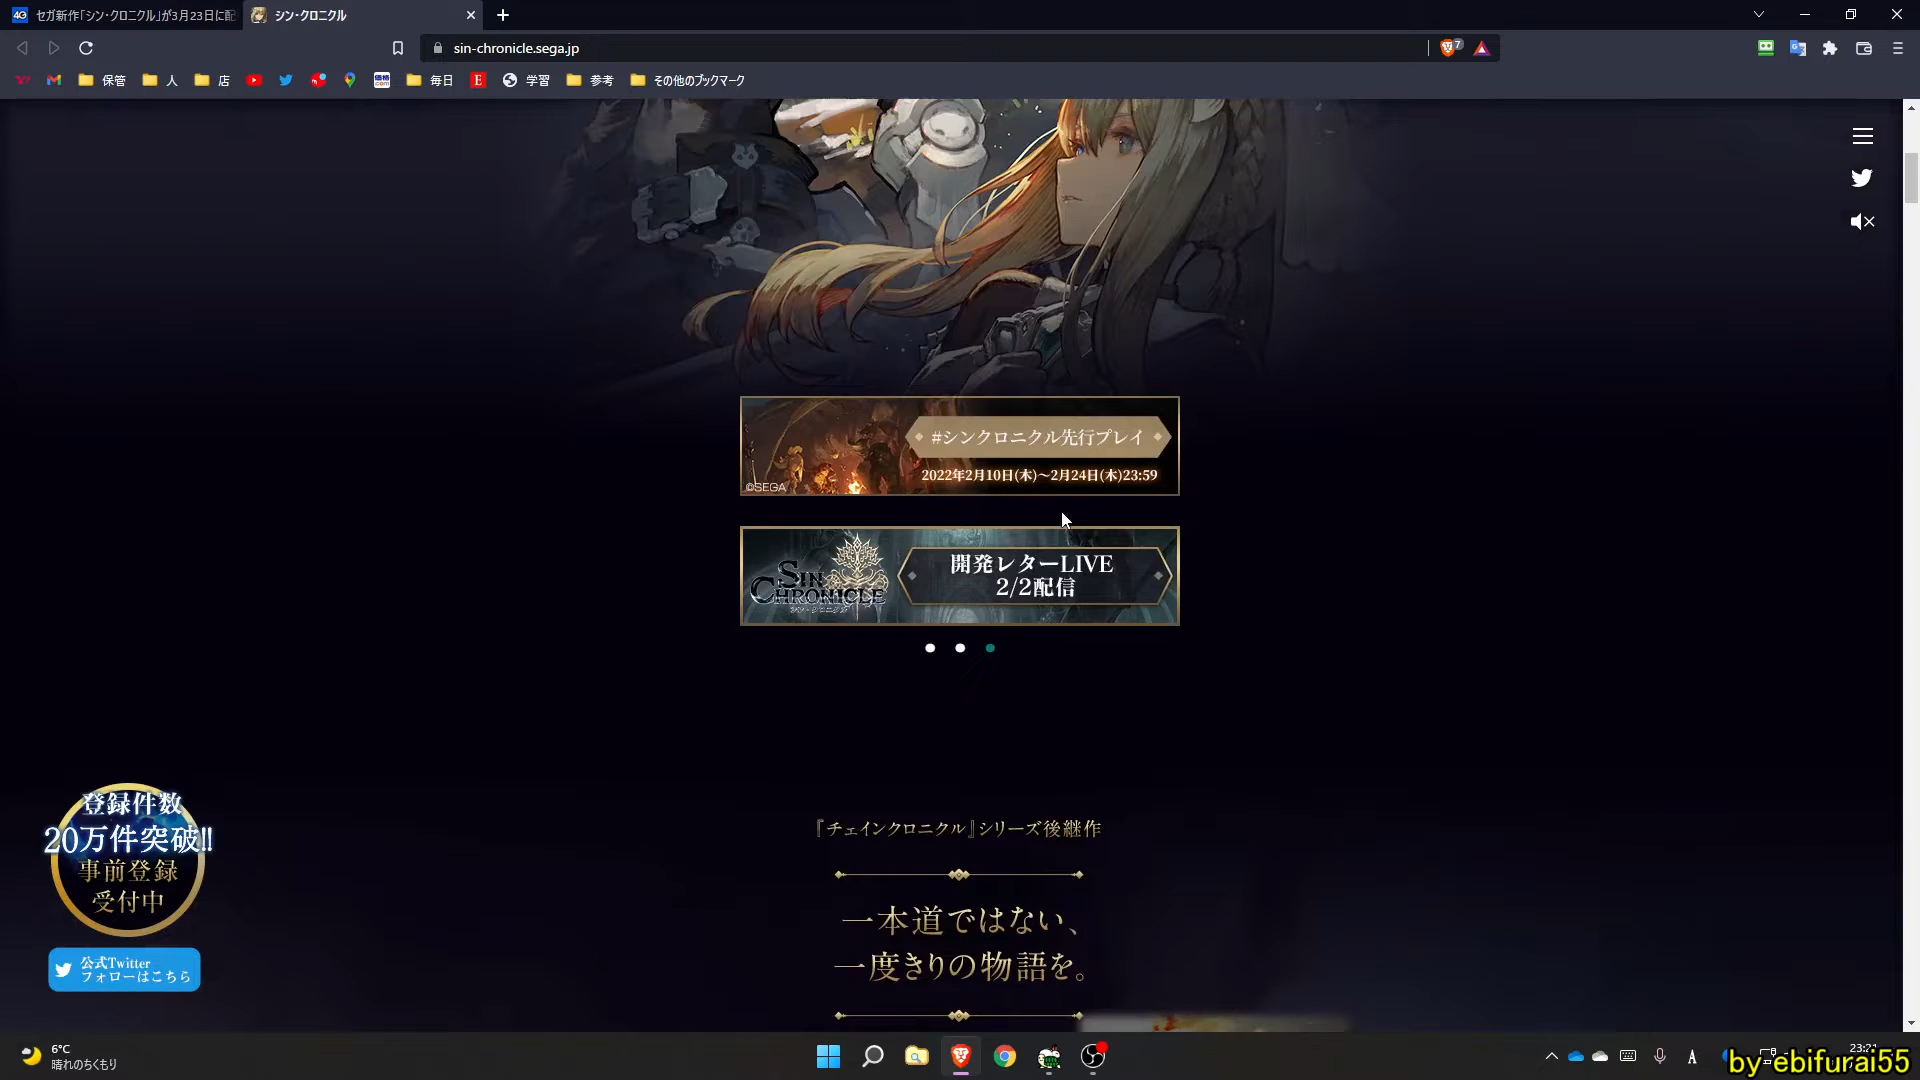 セガ新作「シン・クロニクル」が3月23日に配
シン・クロニクル
sin-chronicle.sega.jp
7
保管
人
店
毎日
学習
参考
その他のブックマーク
#シンクロニクル先行プレイ
2022年2月10日(木)～2月24日(木)23:59
©SEGA
SIN CHRONICLE
シン・クロニクル
開発レターLIVE
2/2配信
登録件数
20万件突破!!
事前登録
受付中
公式Twitter
フォローはこちら
『チェインクロニクル』シリーズ後継作
一本道ではない、
一度きりの物語を。
6°C
晴れのちくもり
A
by-ebifurai55